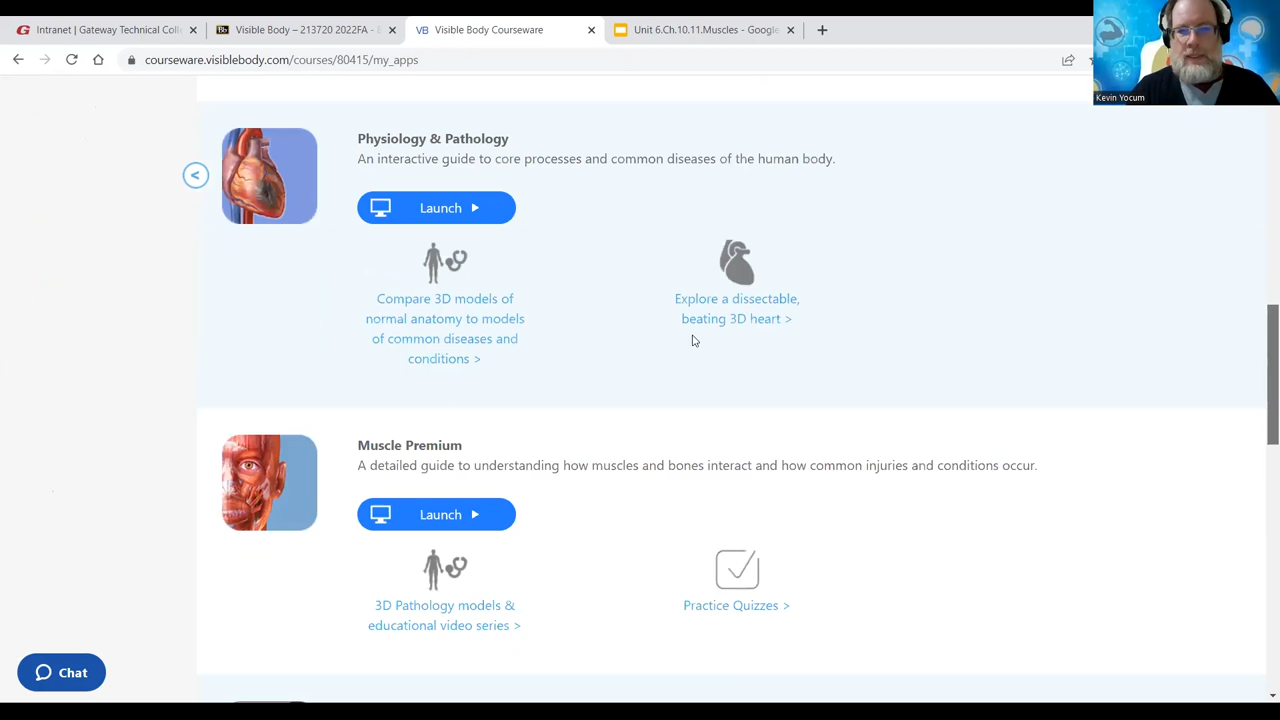 Intranet | Gateway Technical Coll
Visible Body – 213720 2022FA - E
Visible Body Courseware
Unit 6.Ch.10.11.Muscles - Google
courseware.visiblebody.com/courses/80415/my_apps
Kevin Yocum
Physiology & Pathology
An interactive guide to core processes and common diseases of the human body.
Launch
Compare 3D models of
normal anatomy to models
of common diseases and
conditions >
Explore a dissectable,
beating 3D heart >
Muscle Premium
A detailed guide to understanding how muscles and bones interact and how common injuries and conditions occur.
Launch
3D Pathology models &
educational video series >
Practice Quizzes >
Chat